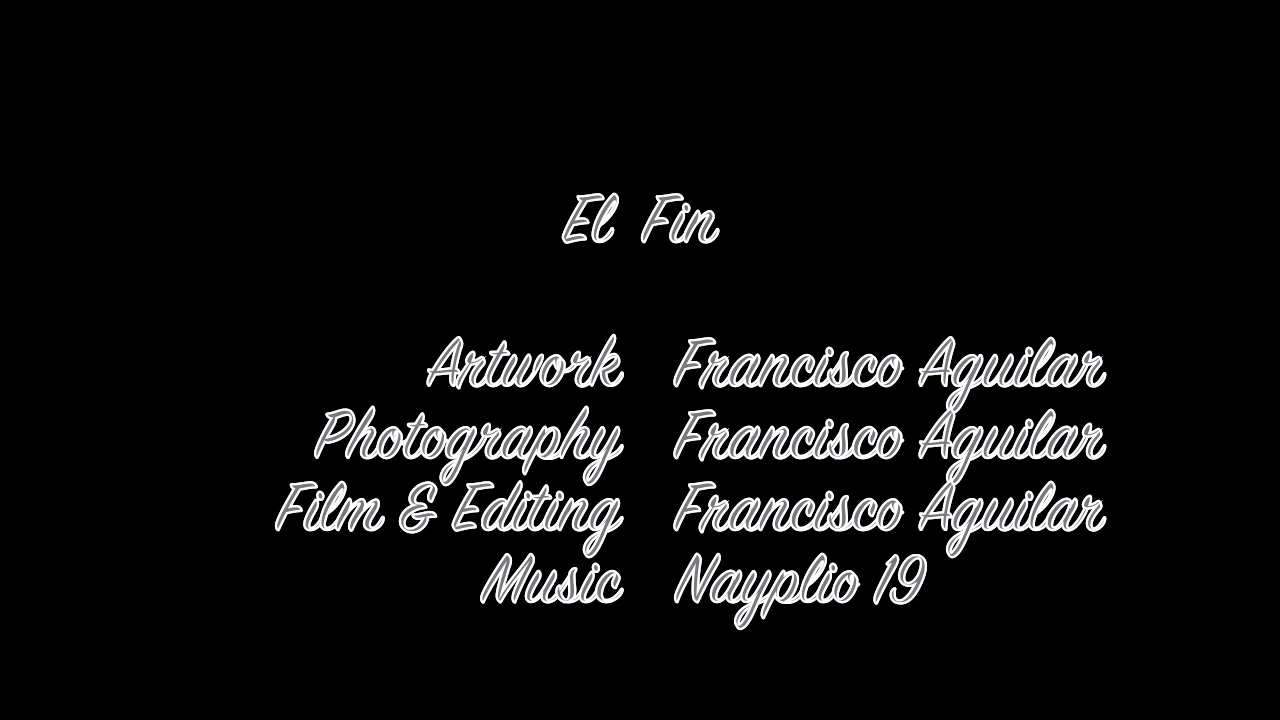 El Fin
Artwork Francisco Aguilar
Photography Francisco Aguilar
Film & Editing Francisco Aguilar
Music Nayplio 19